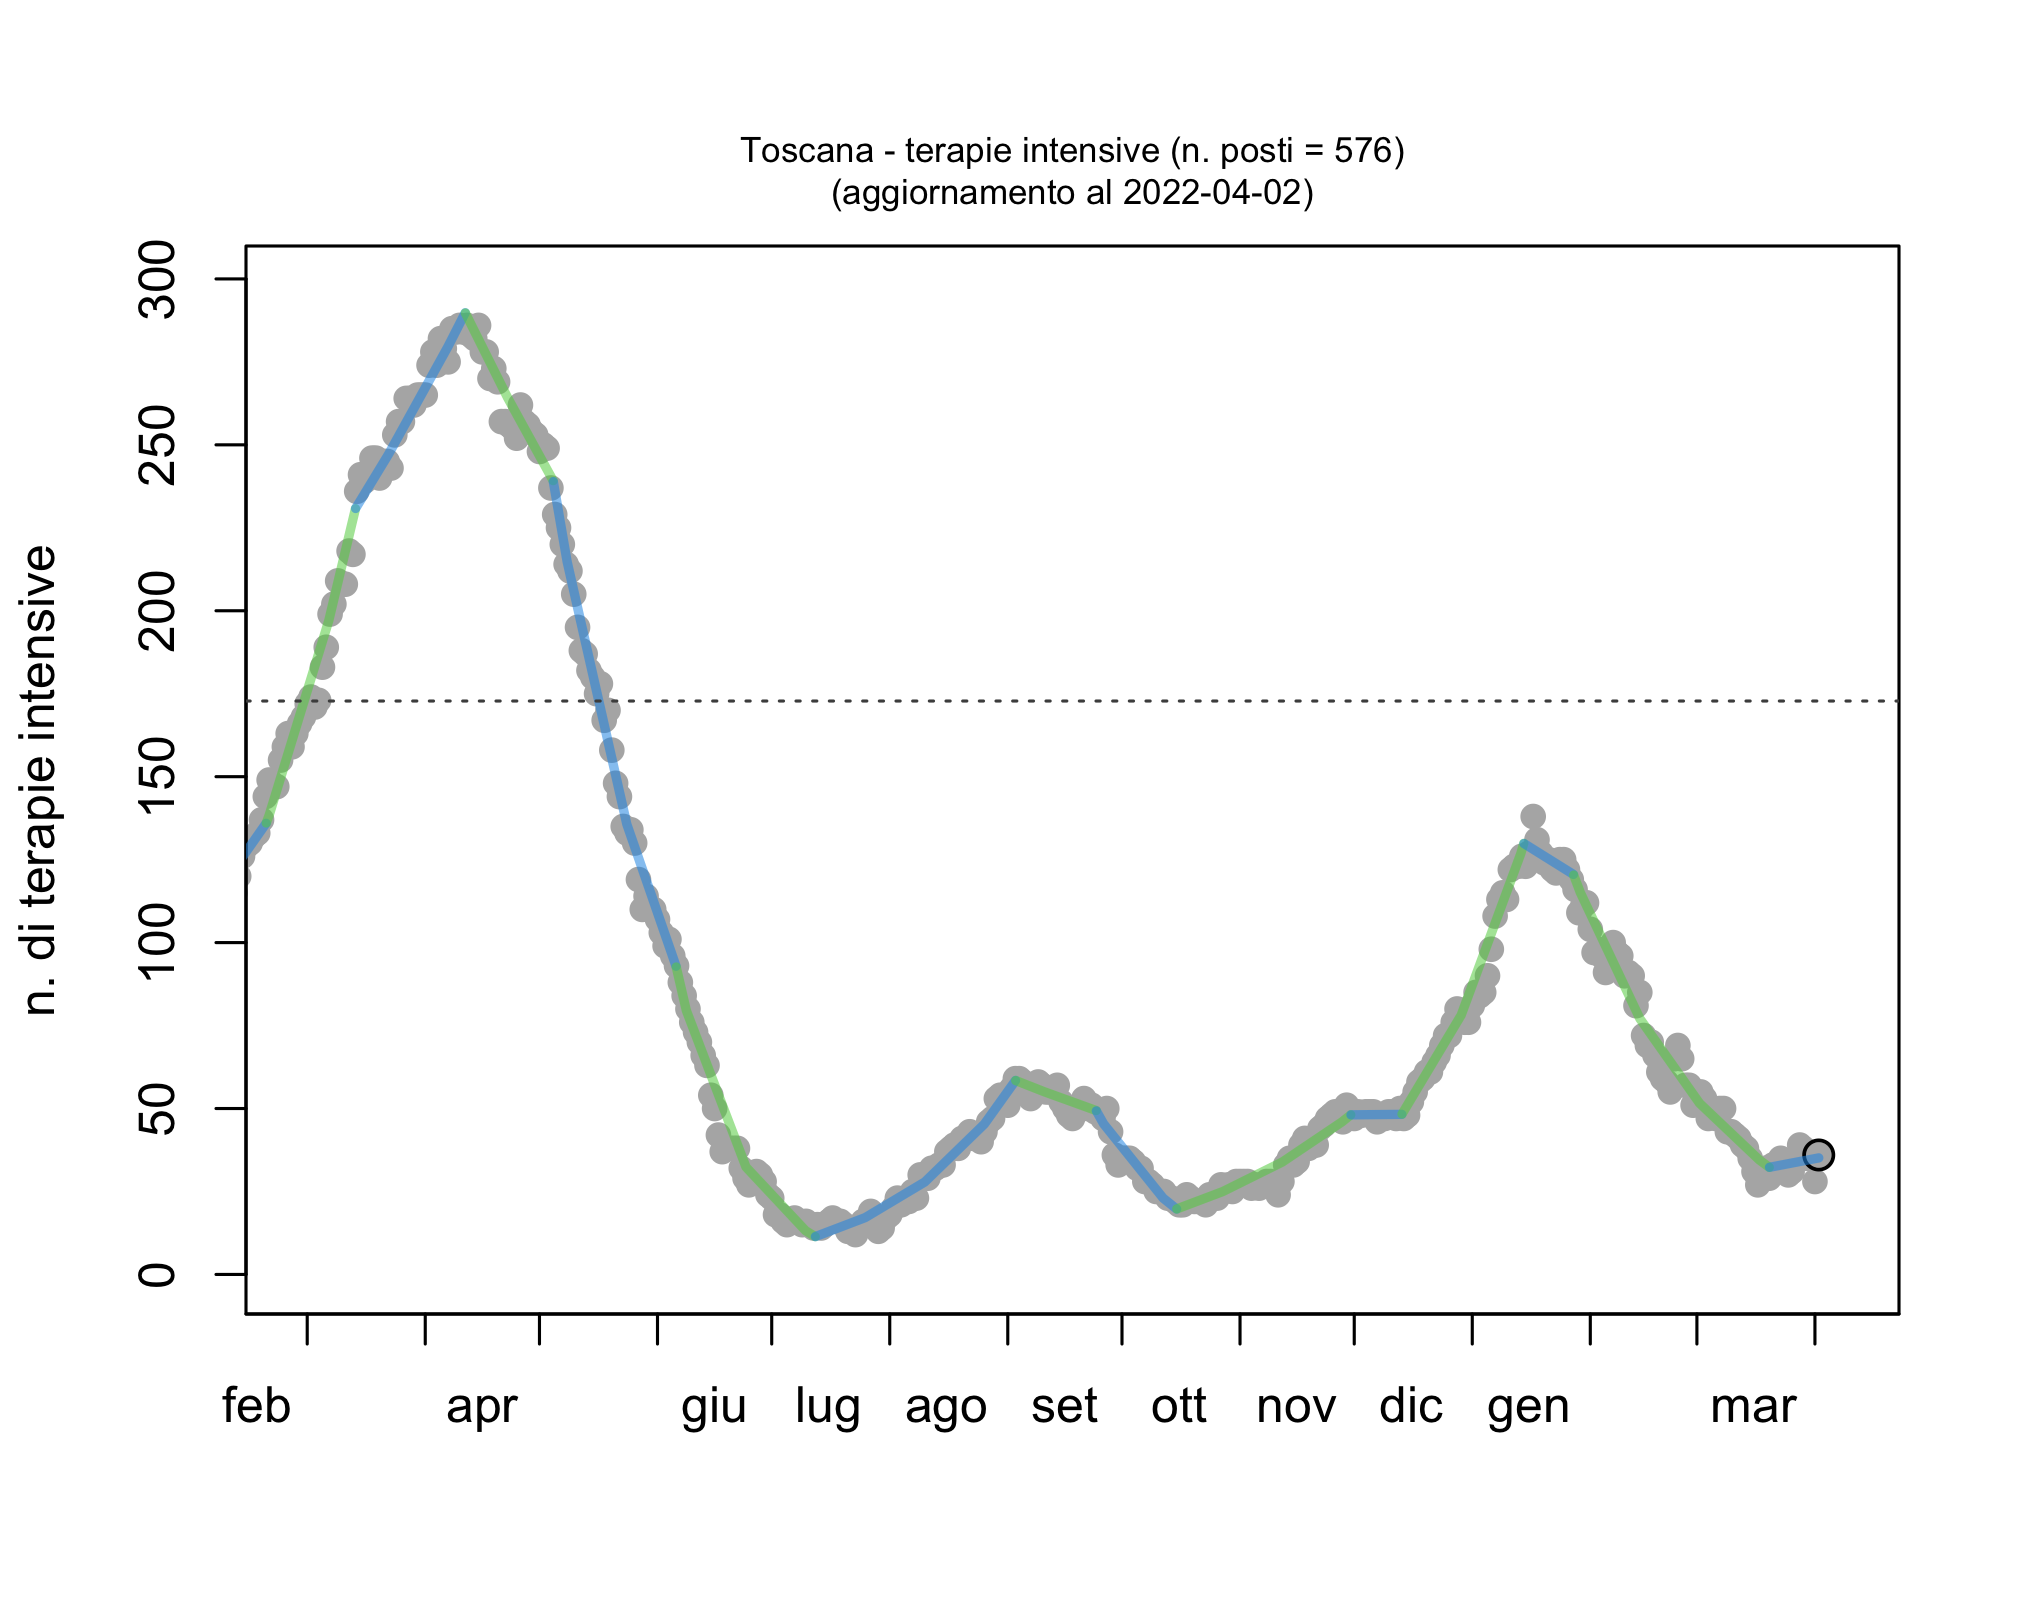 Toscana - terapie intensive (n. posti = 576)
(aggiornamento al 2022-04-02)
n. di terapie intensive
300
250
200
150
100
50
0
feb apr giu lug ago set ott nov dic gen mar